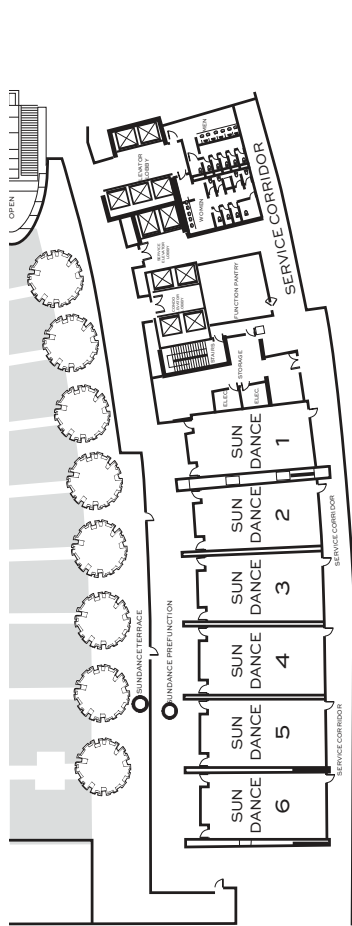 OPEN
ELEVATOR
LOBBY
MEN
WOMEN
SERVICE
ELEVATOR
LOBBY
SERVICE CORRIDOR
FUNCTION PANTRY
STAIRS
STORAGE
ELEC.
ELEC.
SUN
DANCE
1
SUN
DANCE
2
SERVICE CORRIDOR
SUN
DANCE
3
SUNDANCE TERRACE
SUNDANCE PREFUNCTION
SUN
DANCE
4
SUN
DANCE
5
SERVICE CORRIDOR
SUN
DANCE
6